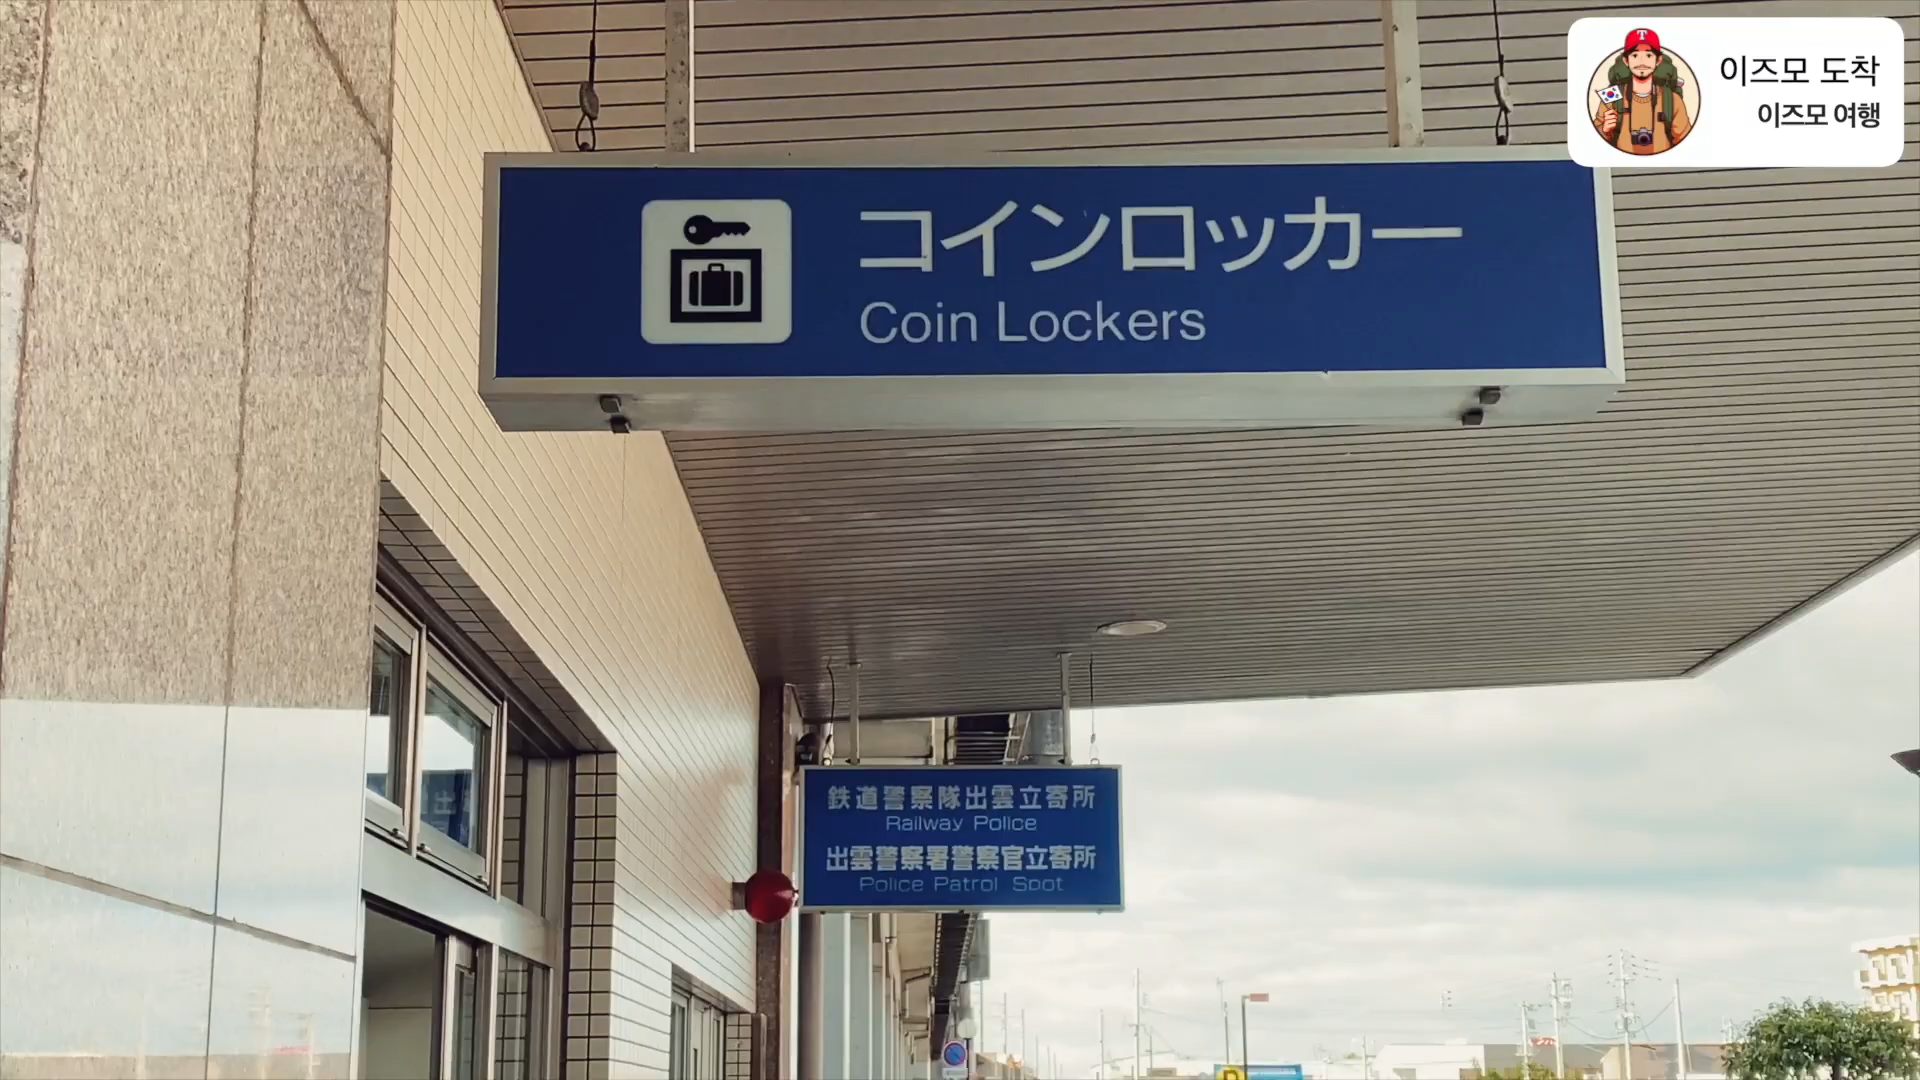 이즈모 도착
이즈모 여행
コインロッカー
Coin Lockers
鉄道警察隊出雲立寄所
Railway Police
出雲警察署警察官立寄所
Police Patrol Spot